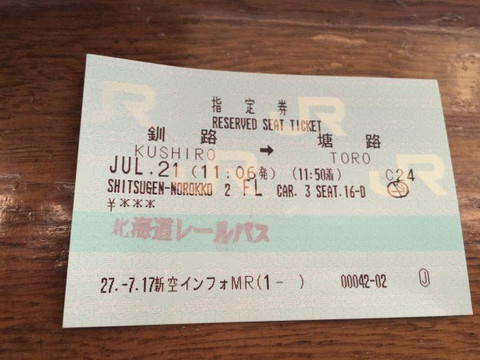 指定券
RESERVED SEAT TICKET
釧路 → 塘路
KUSHIRO TORO
JUL.21 (11:06発) (11:50着) C24
SHITSUGEN-NOROKKO 2 FL CAR. 3 SEAT.16-D
¥***
北海道レールパス
27.-7.17新空インフォMR(1- ) 00042-02 Ⓙ